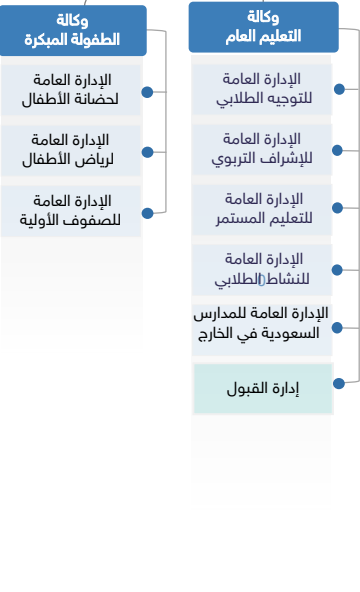 وكالة
التعليم العام
الإدارة العامة
للتوجيه الطلابي
الإدارة العامة
للإشراف التربوي
الإدارة العامة
للتعليم المستمر
الإدارة العامة
للنشاط الطلابي
الإدارة العامة للمدارس
السعودية في الخارج
إدارة القبول
وكالة
الطفولة المبكرة
الإدارة العامة
لحضانة الأطفال
الإدارة العامة
لرياض الأطفال
الإدارة العامة
للصفوف الأولية